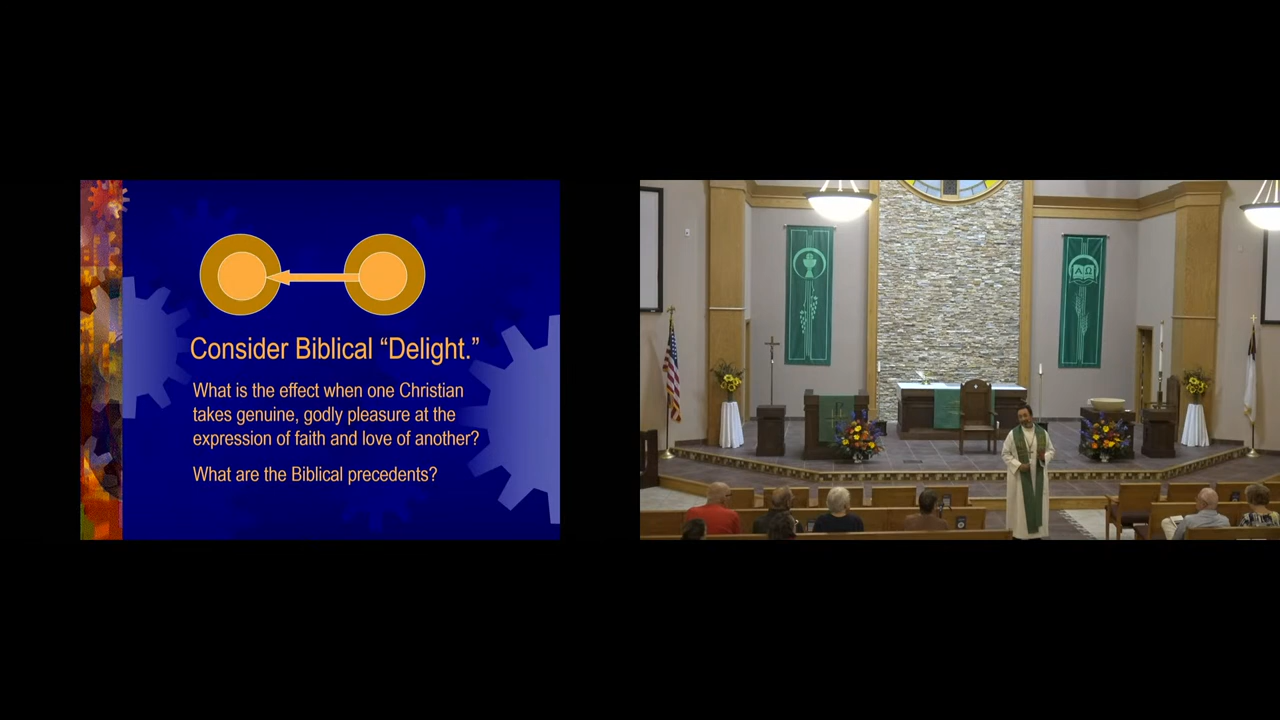 Consider Biblical “Delight.”
What is the effect when one Christian
takes genuine, godly pleasure at the
expression of faith and love of another?
What are the Biblical precedents?
ΑΩ